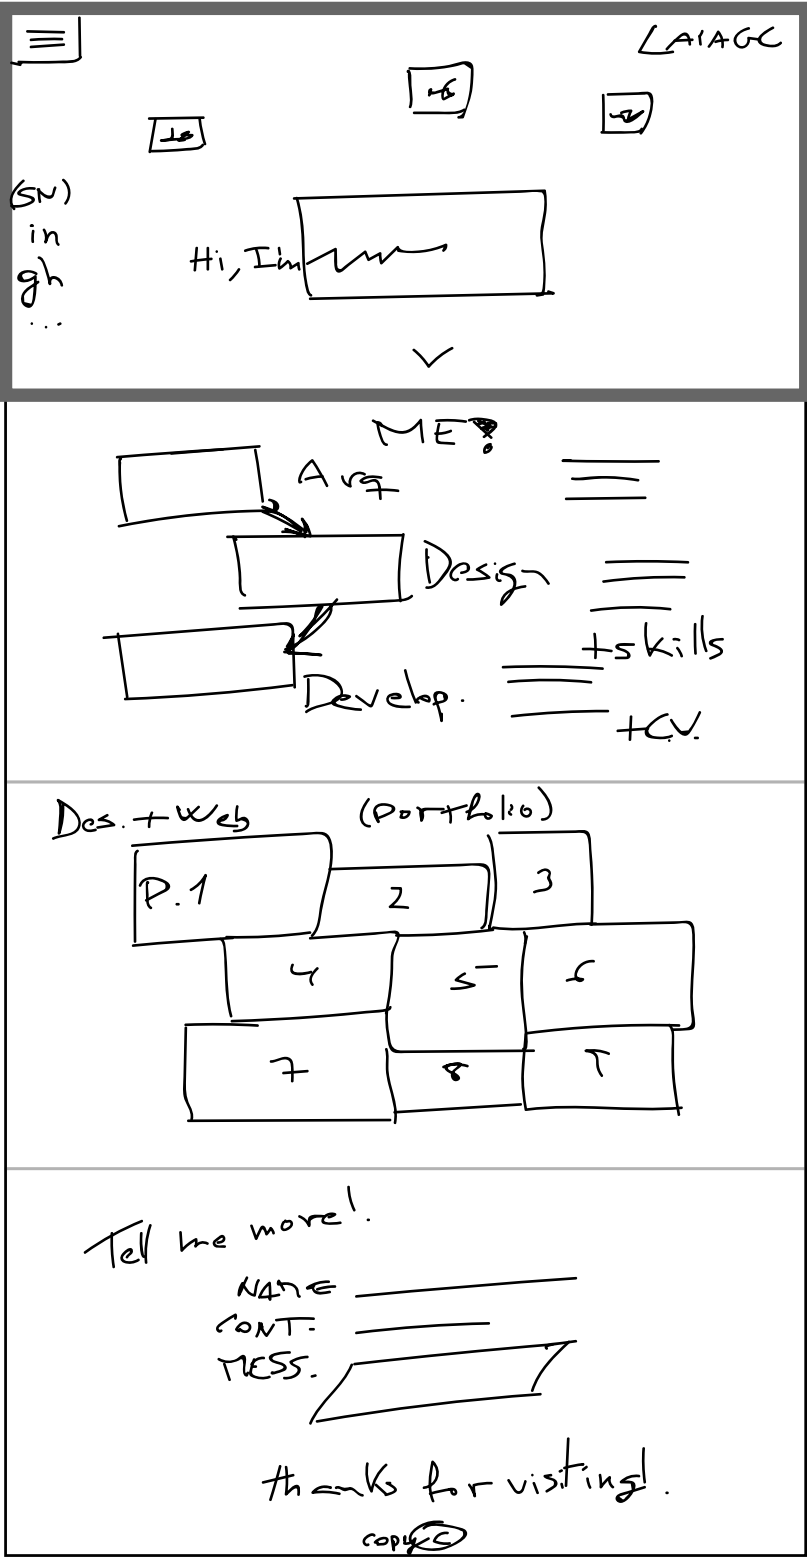 LAIAGC
(SN)
in
gh
...
Hi, I'm
ME?
Arq
Design
+skills
Develop.
+C.V.
Des. + Web (Portfolio)
P.1
2
3
4
5
6
7
8
Tell me more!
NAME
CONT.
MESS.
thanks for visiting!
copy C